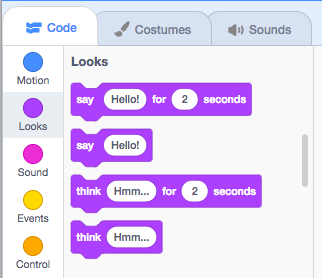 Code Costumes Sounds
Looks
Motion
say Hello! for 2 seconds
Looks
say Hello!
Sound
think Hmm... for 2 seconds
Events
think Hmm...
Control